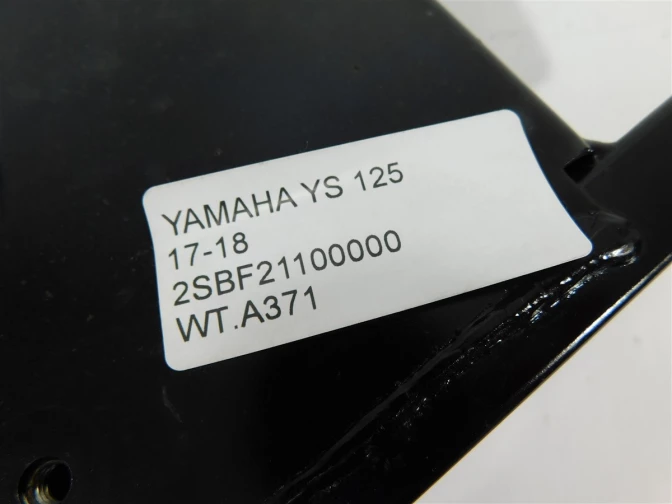 YAMAHA YS 125
17-18
2SBF21100000
WT.A371